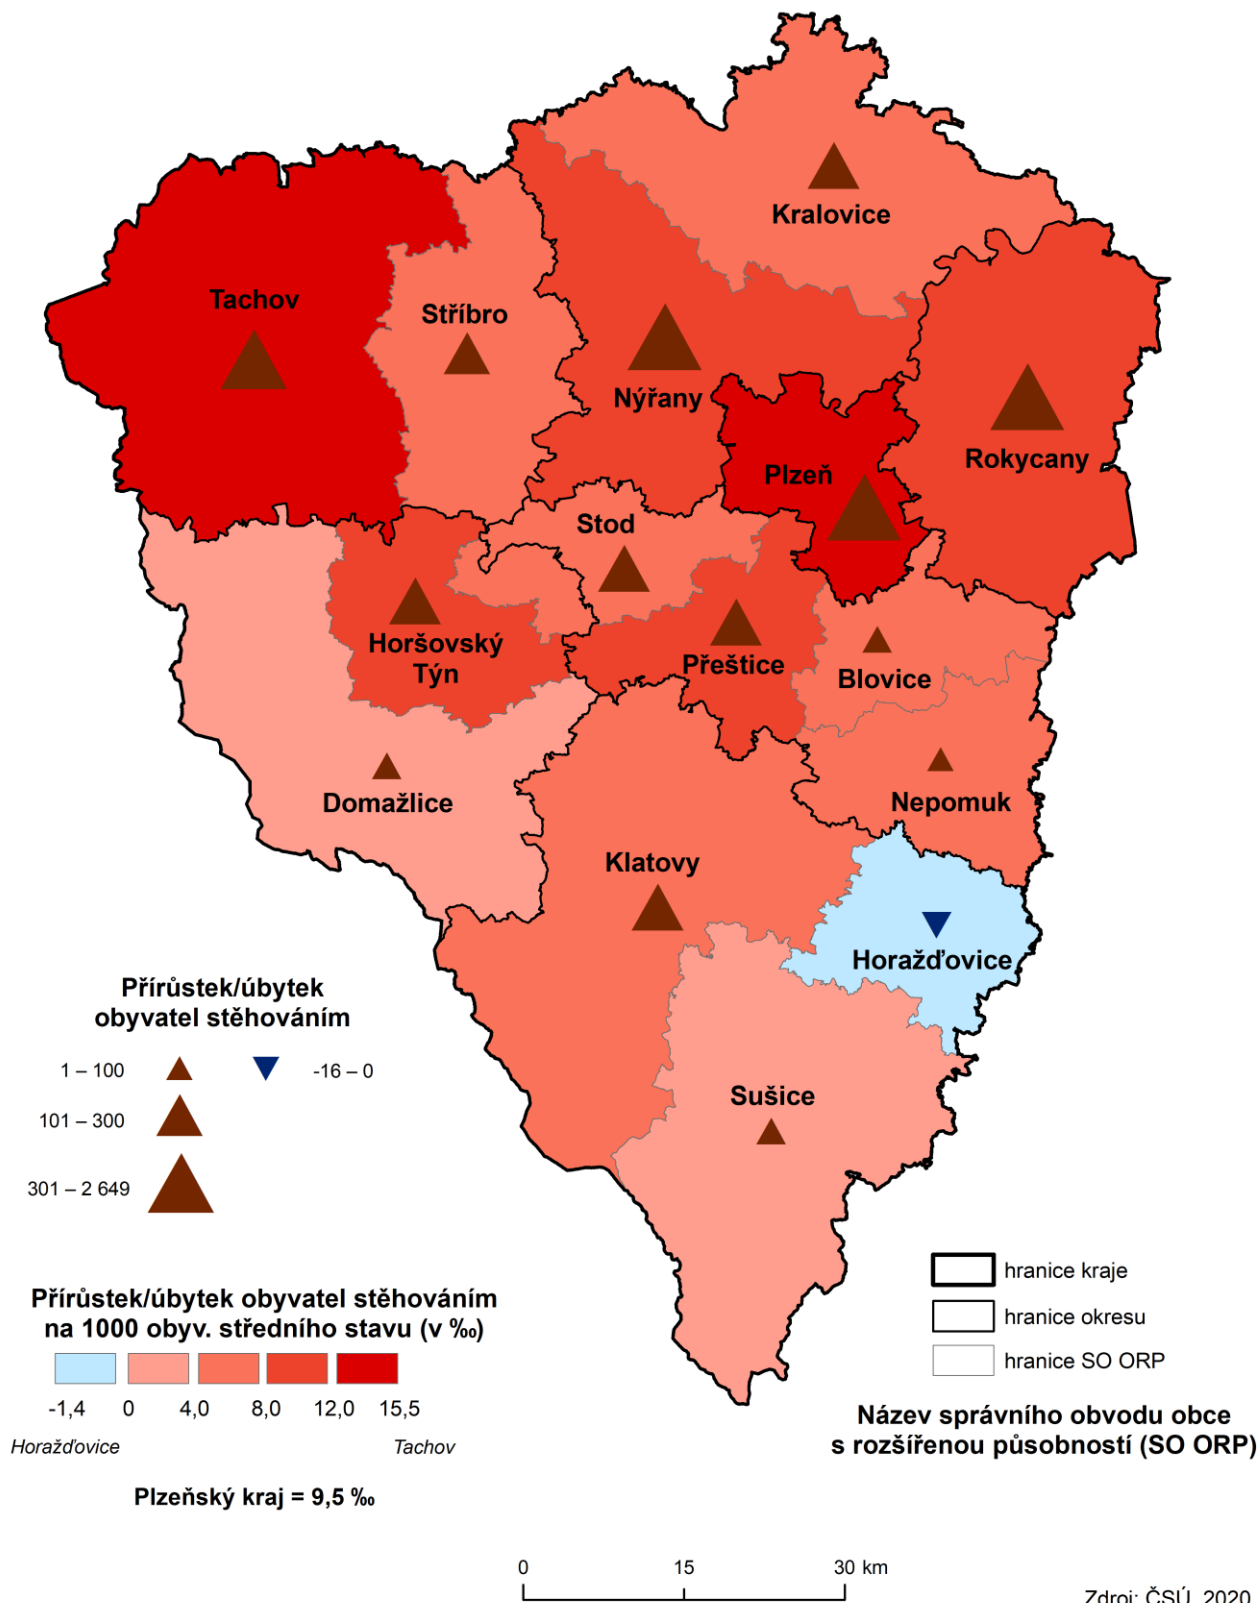 Kralovice
Tachov
Stříbro
Nýřany
Rokycany
Plzeň
Stod
Horšovský
Týn
Přeštice
Blovice
Domažlice
Nepomuk
Klatovy
Horažďovice
Sušice
Přírůstek/úbytek
obyvatel stěhováním
1 – 100
-16 – 0
101 – 300
301 – 2 649
Přírůstek/úbytek obyvatel stěhováním
na 1000 obyv. středního stavu (v ‰)
-1,4 0 4,0 8,0 12,0 15,5
Horažďovice Tachov
Plzeňský kraj = 9,5 ‰
hranice kraje
hranice okresu
hranice SO ORP
Název správního obvodu obce
s rozšířenou působností (SO ORP)
0 15 30 km
Zdroj: ČSÚ, 2020